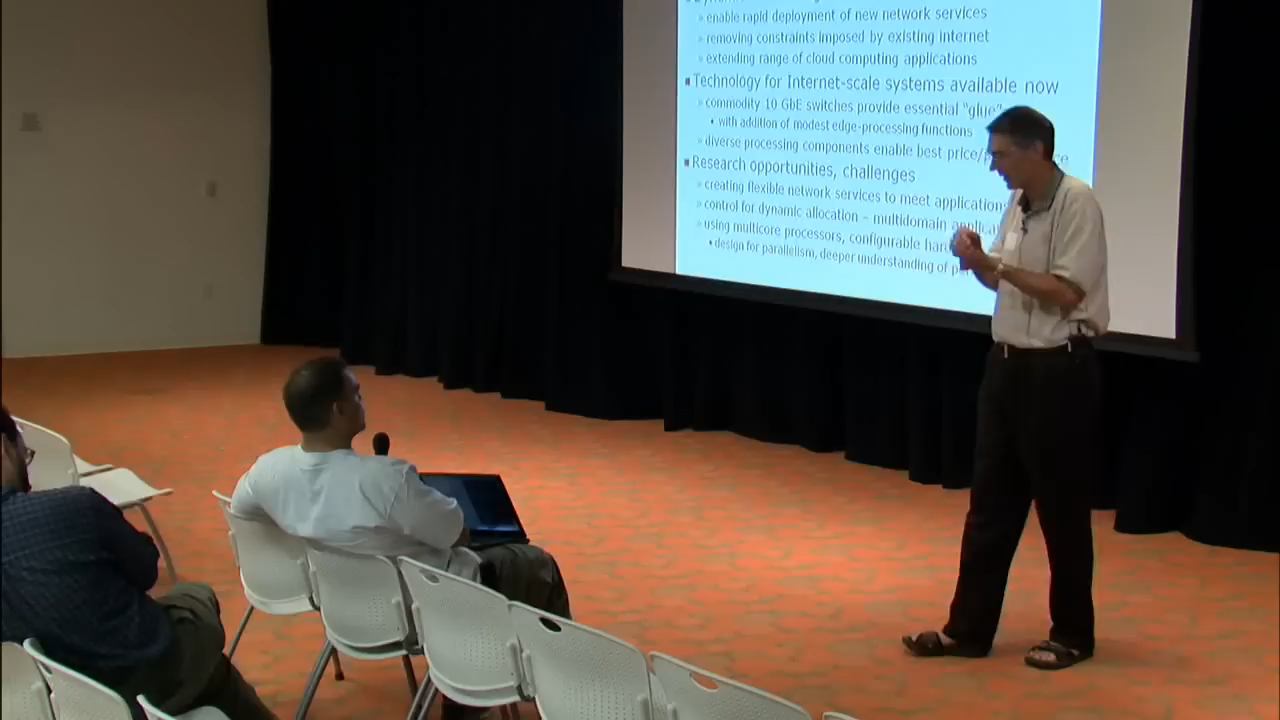 » enable rapid deployment of new network services
» removing constraints imposed by existing internet
» extending range of cloud computing applications
▪ Technology for Internet-scale systems available now
» commodity 10 GbE switches provide essential “glue”
• with addition of modest edge-processing functions
» diverse processing components enable best price/
▪ Research opportunities, challenges
» creating flexible network services to meet application
» control for dynamic allocation – multidomain
» using multicore processors, configurable
• design for parallelism, deeper understanding of